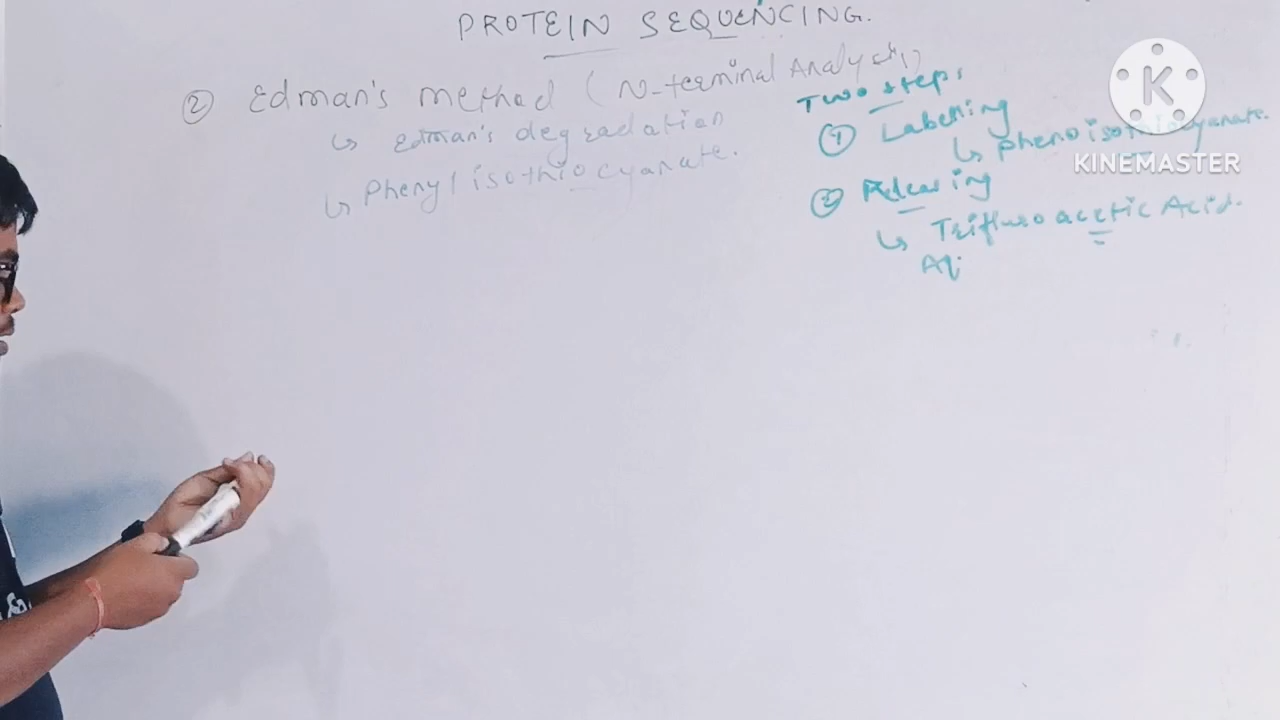 PROTEIN SEQUENCING.
② Edman's method (N-terminal Analysis)
↳ Edman's degradation
↳ Phenyl isothiocyanate.
Two steps
① Labelling
↳ phenoisothiocyanate.
② Releasing
↳ Trifluroacetic Acid.
Aq
K
KINEMASTER